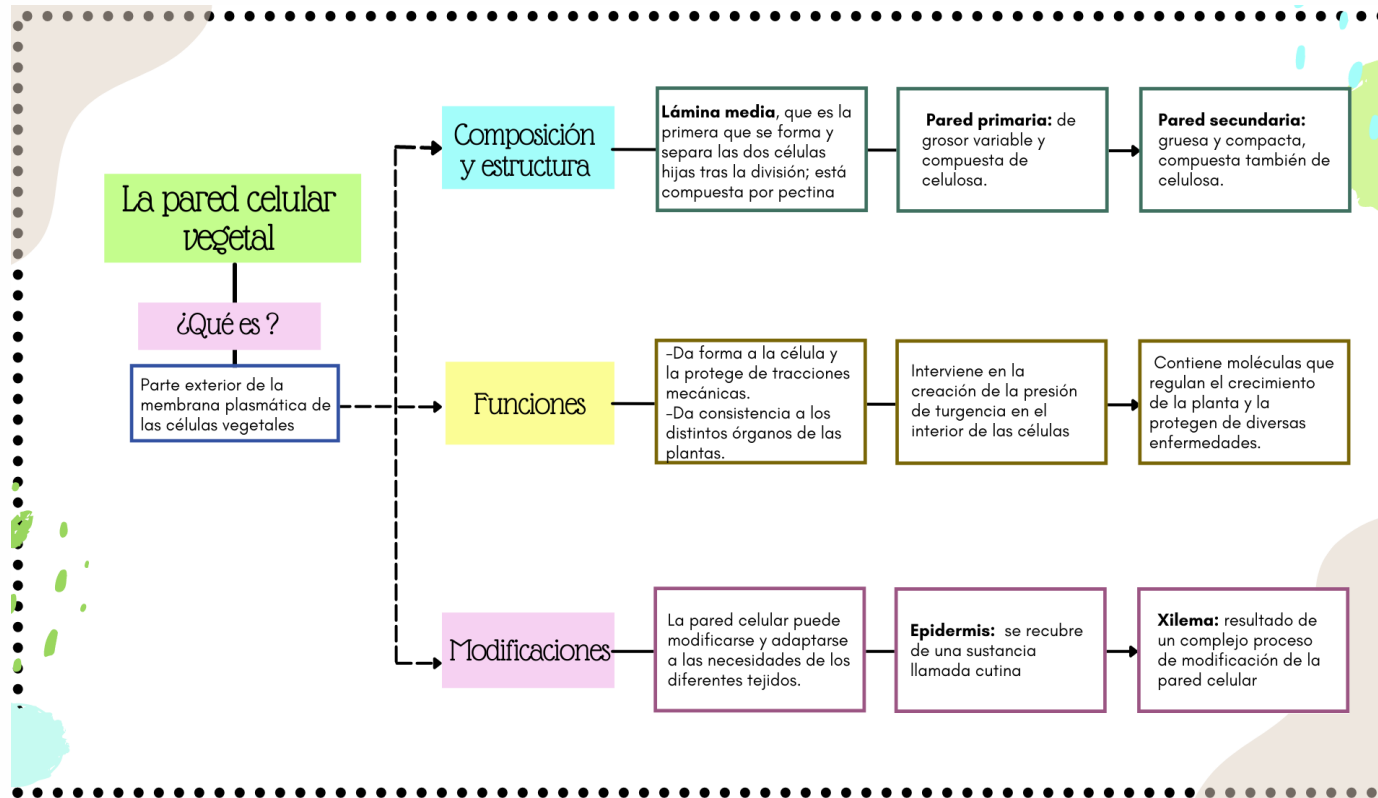 La pared celular
vegetal
¿Qué es ?
Parte exterior de la
membrana plasmática de
las células vegetales
Composición
y estructura
Lámina media, que es la
primera que se forma y
separa las dos células
hijas tras la división; está
compuesta por pectina
Pared primaria: de
grosor variable y
compuesta de
celulosa.
Pared secundaria:
gruesa y compacta,
compuesta también de
celulosa.
Funciones
-Da forma a la célula y
la protege de tracciones
mecánicas.
-Da consistencia a los
distintos órganos de las
plantas.
Interviene en la
creación de la presión
de turgencia en el
interior de las células
Contiene moléculas que
regulan el crecimiento
de la planta y la
protegen de diversas
enfermedades.
Modificaciones
La pared celular puede
modificarse y adaptarse
a las necesidades de los
diferentes tejidos.
Epidermis: se recubre
de una sustancia
llamada cutina
Xilema: resultado de
un complejo proceso
de modificación de la
pared celular